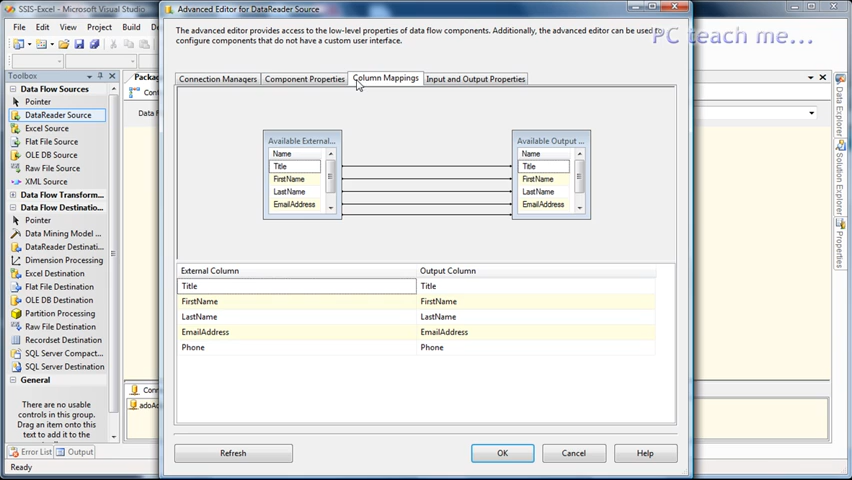 SSIS-Excel - Microsoft Visual Studio
File Edit View Project
Toolbox
Data Flow Sources
Pointer
DataReader Source
Excel Source
Flat File Source
OLE DB Source
Raw File Source
XML Source
Data Flow Transform...
Data Flow Destinatio...
Pointer
Data Mining Model ...
DataReader Destinati...
Dimension Processing
Excel Destination
Flat File Destination
OLE DB Destination
Partition Processing
Raw File Destination
Recordset Destination
SQL Server Compact...
SQL Server Destination
General
There are no usable
controls in this group.
Drag an item onto this
text to add it to the
Error List Output
Ready
Packag
Cont
Data F
Conn
adoAd
Advanced Editor for DataReader Source
The advanced editor provides access to the low-level properties of data flow components. Additionally, the advanced editor can be used to
configure components that do not have a custom user interface.
PC teach me...
Connection Managers Component Properties Column Mappings Input and Output Properties
Available External...
Name
Title
FirstName
LastName
EmailAddress
Available Output ...
Name
Title
FirstName
LastName
EmailAddress
External Column Output Column
Title Title
FirstName FirstName
LastName LastName
EmailAddress EmailAddress
Phone Phone
Refresh OK Cancel Help
Data Explorer
Solution Explorer
Properties